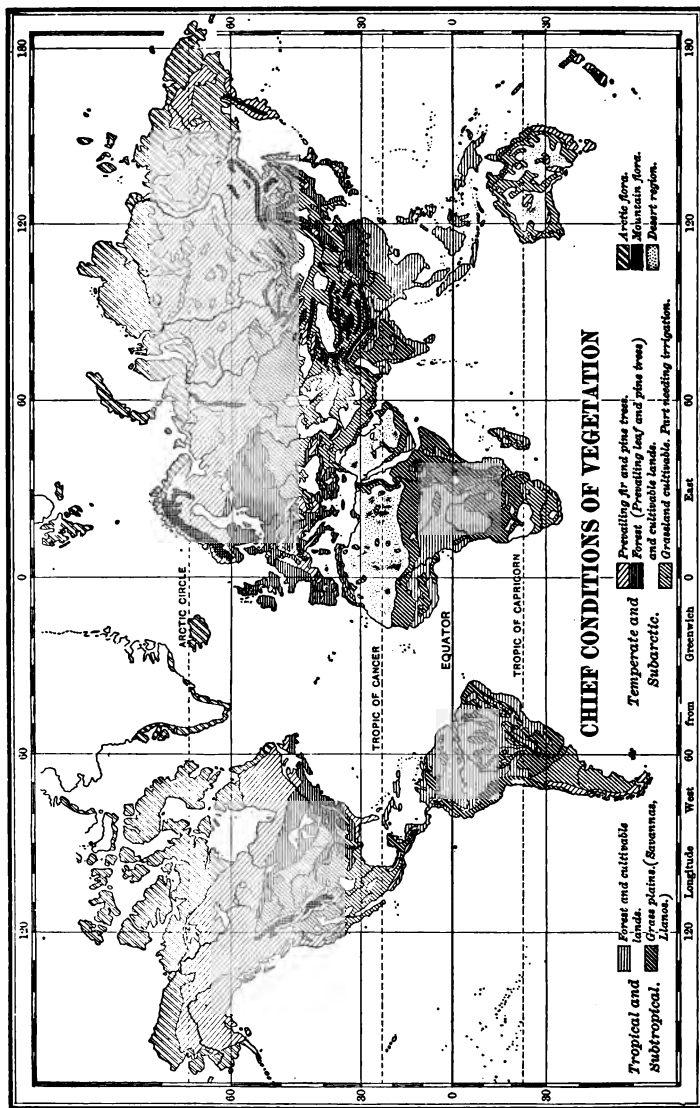 180
120
60
0
60
120
60
30
0
30
60
30
0
30
ARCTIC CIRCLE
TROPIC OF CANCER
EQUATOR
TROPIC OF CAPRICORN
CHIEF CONDITIONS OF VEGETATION
Tropical and
Subtropical.
Forest and cultivable
lands.
Grass plains.(Savannas,
Llanos.)
Temperate and
Subarctic.
Prevailing fir and pine trees.
Forest (Prevailing leaf and pine trees)
and cultivable lands.
Grassland cultivable. Part needing irrigation.
Arctic flora.
Mountain flora.
Desert region.
120
Longitude
West
60
from
Greenwich
0
East
60
120
180